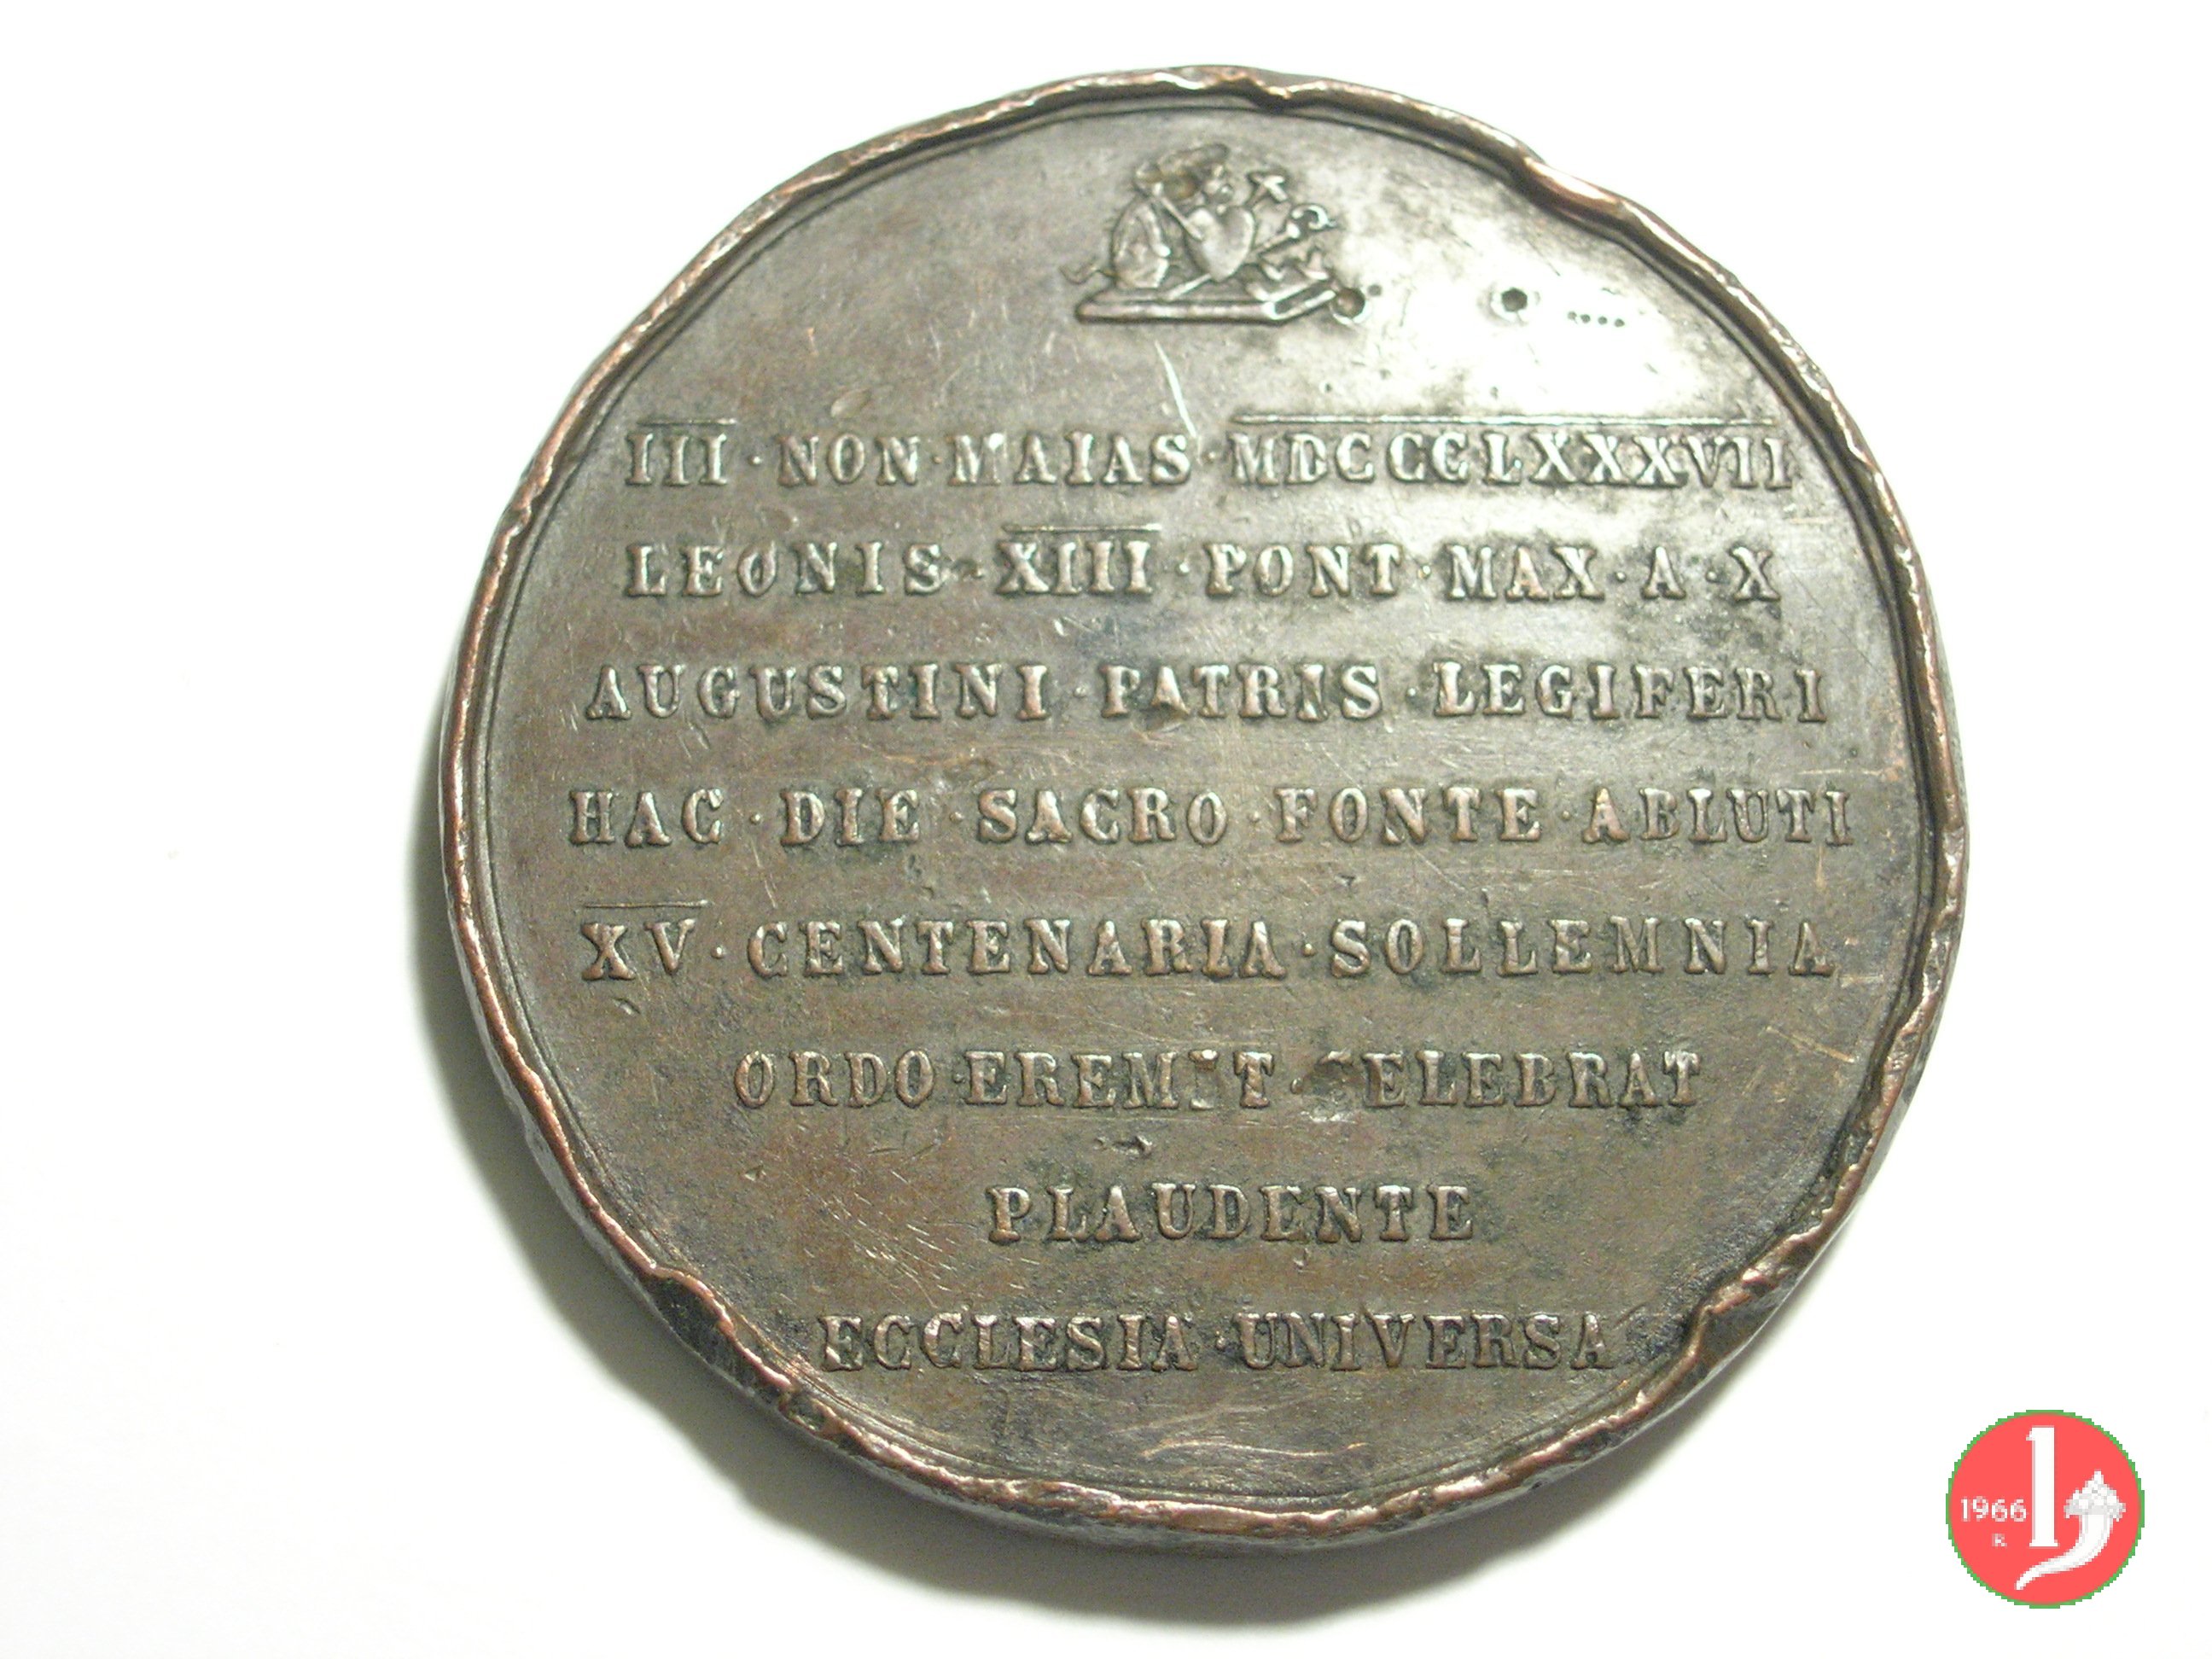 III · NON · MAIAS · MDCCCLXXXVII
LEONIS · XIII · PONT · MAX · A · X
AUGUSTINI · PATRIS · LEGIFERI
HAC · DIE · SACRO · FONTE · ABLUTI
XV · CENTENARIA · SOLLEMNIA
ORDO · EREMIT · CELEBRAT
PLAUDENTE
ECCLESIA · UNIVERSA
1966
R